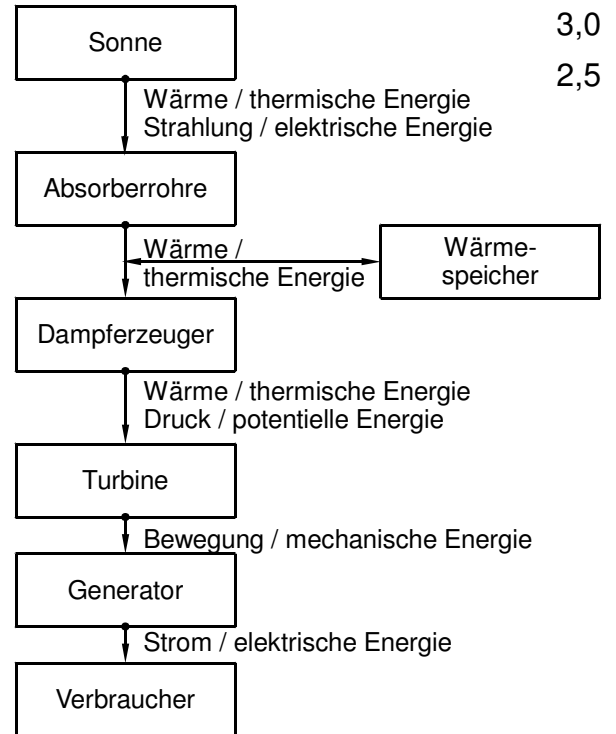 Sonne
3,0
2,5
Wärme / thermische Energie
Strahlung / elektrische Energie
Absorberrohre
Wärme /
thermische Energie
Wärme-
speicher
Dampferzeuger
Wärme / thermische Energie
Druck / potentielle Energie
Turbine
Bewegung / mechanische Energie
Generator
Strom / elektrische Energie
Verbraucher